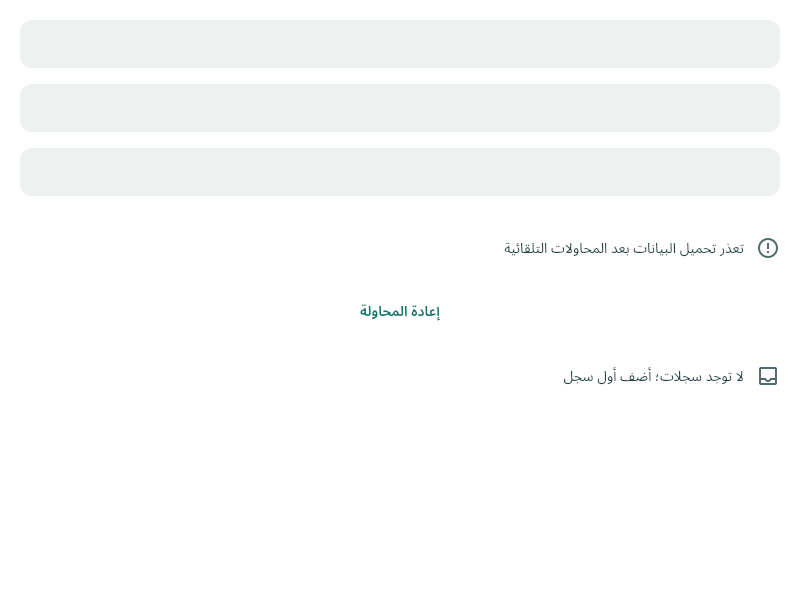 تعذر تحميل البيانات بعد المحاولات التلقائية
إعادة المحاولة
لا توجد سجلات؛ أضف أول سجل